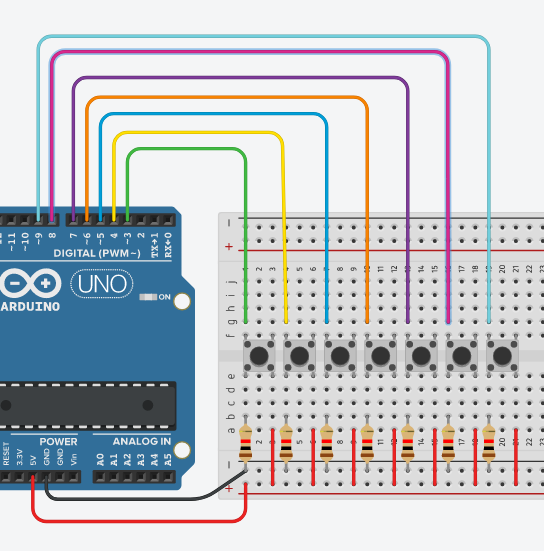 12
~11
~10
~9
8
7
~6
~5
4
~3
2
TX→1
RX←0
DIGITAL (PWM~)
UNO
ON
ARDUINO
POWER
ANALOG IN
RESET
3.3V
5V
GND
GND
Vin
A0
A1
A2
A3
A4
A5
−
+
2 3 4 5 6 7 8 9 10 11 12 13 14 15 16 17 18 19 20 21 22 23
j
i
h
g
f
e
d
c
b
a
−
+